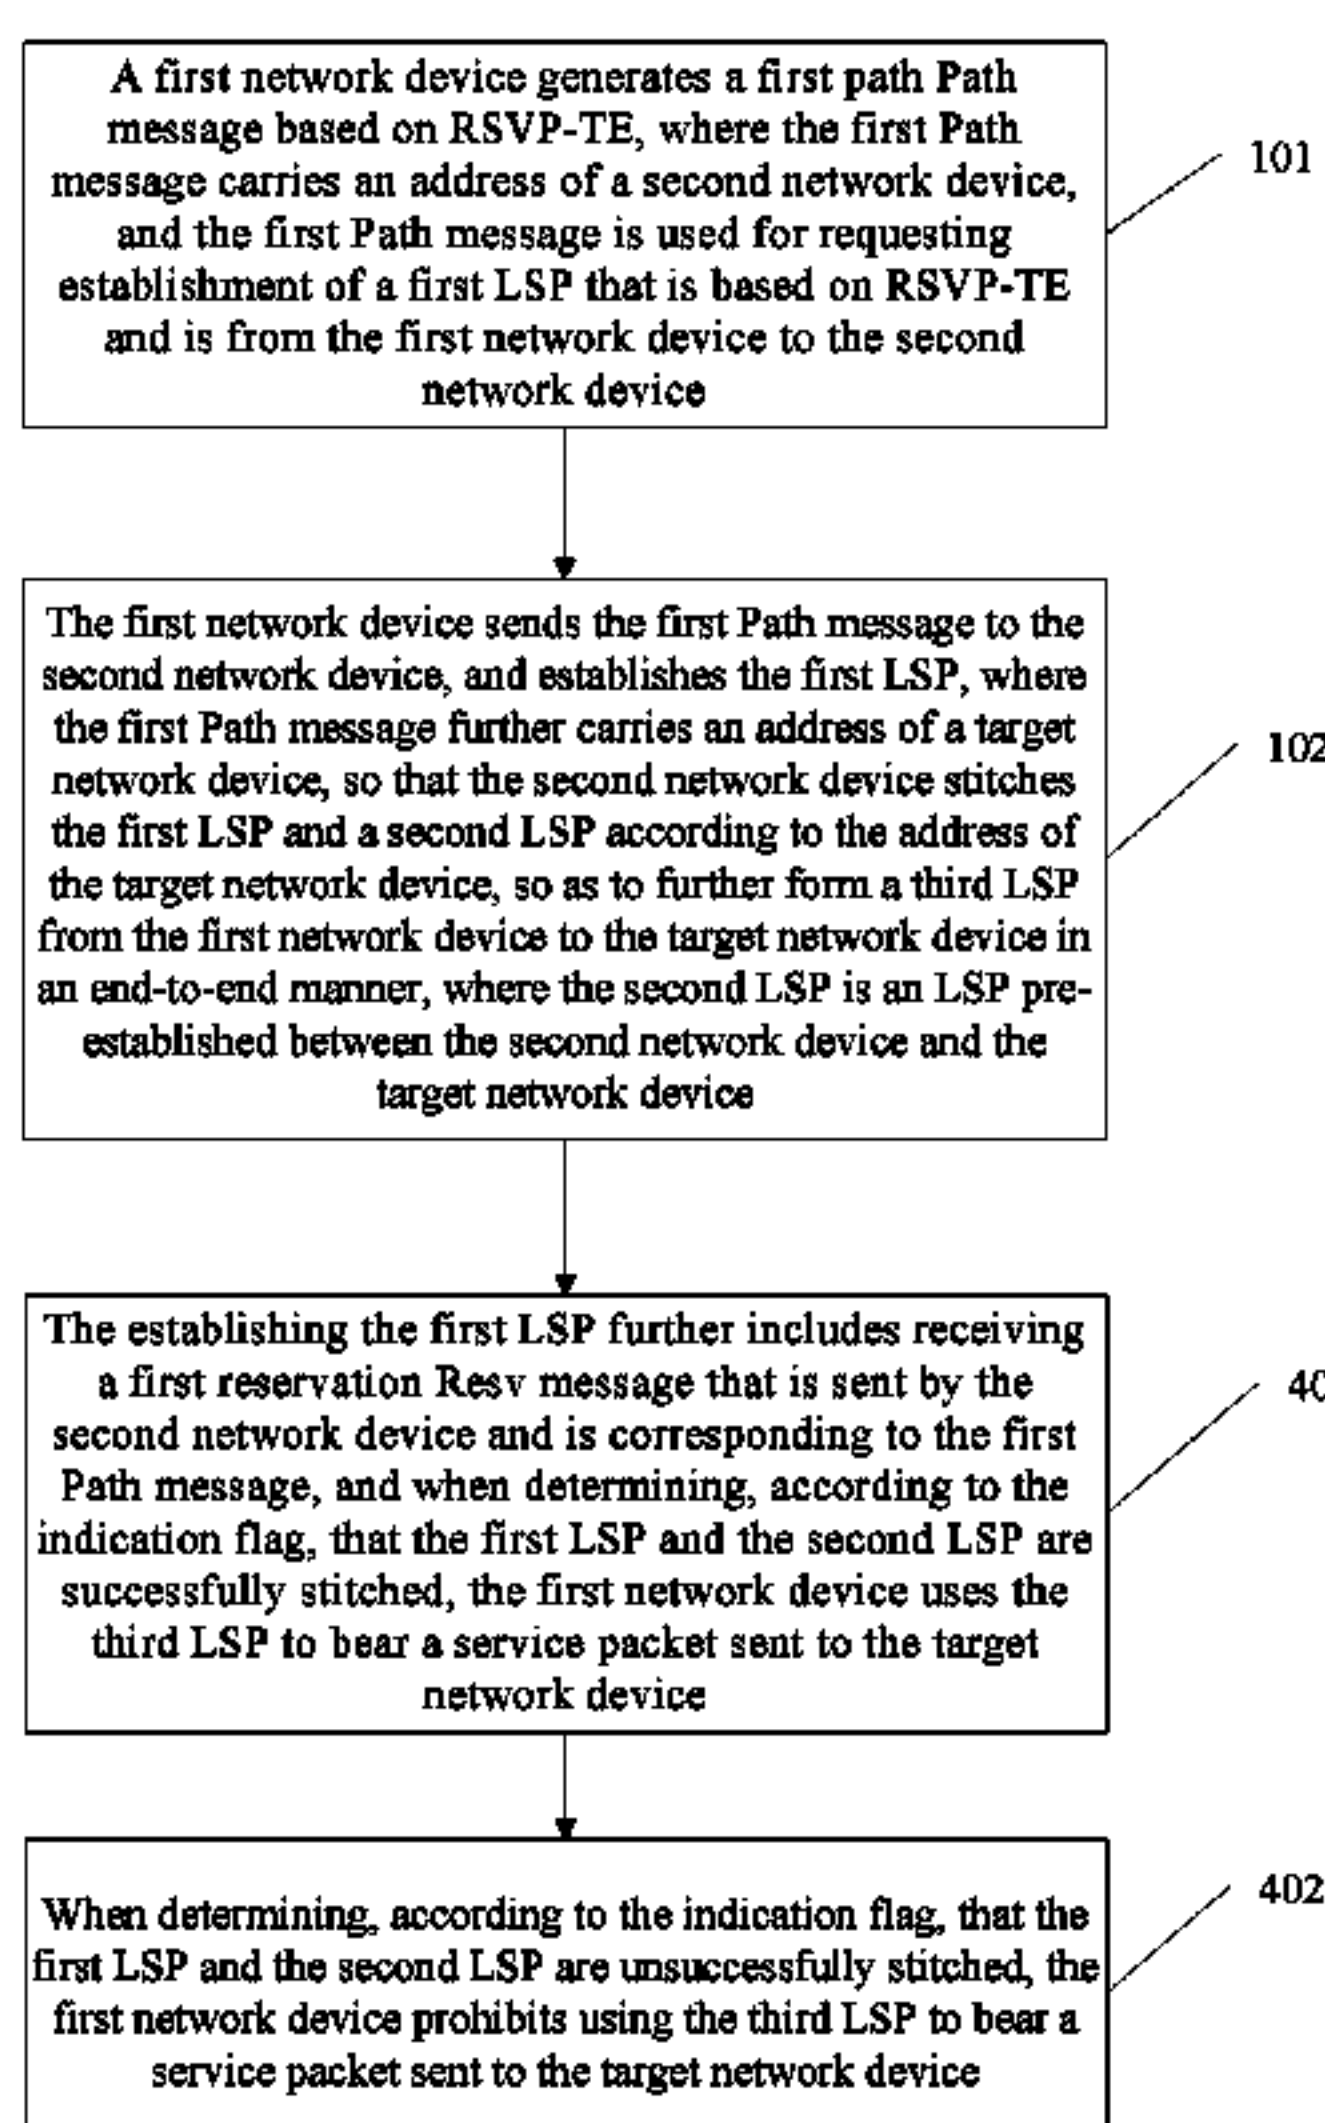 A first network device generates a first path Path
message based on RSVP-TE, where the first Path
message carries an address of a second network device,
and the first Path message is used for requesting
establishment of a first LSP that is based on RSVP-TE
and is from the first network device to the second
network device
101
The first network device sends the first Path message to the
second network device, and establishes the first LSP, where
the first Path message further carries an address of a target
network device, so that the second network device stitches
the first LSP and a second LSP according to the address of
the target network device, so as to further form a third LSP
from the first network device to the target network device in
an end-to-end manner, where the second LSP is an LSP pre-
established between the second network device and the
target network device
102
The establishing the first LSP further includes receiving
a first reservation Resv message that is sent by the
second network device and is corresponding to the first
Path message, and when determining, according to the
indication flag, that the first LSP and the second LSP are
successfully stitched, the first network device uses the
third LSP to bear a service packet sent to the target
network device
40
When determining, according to the indication flag, that the
first LSP and the second LSP are unsuccessfully stitched, the
first network device prohibits using the third LSP to bear a
service packet sent to the target network device
402